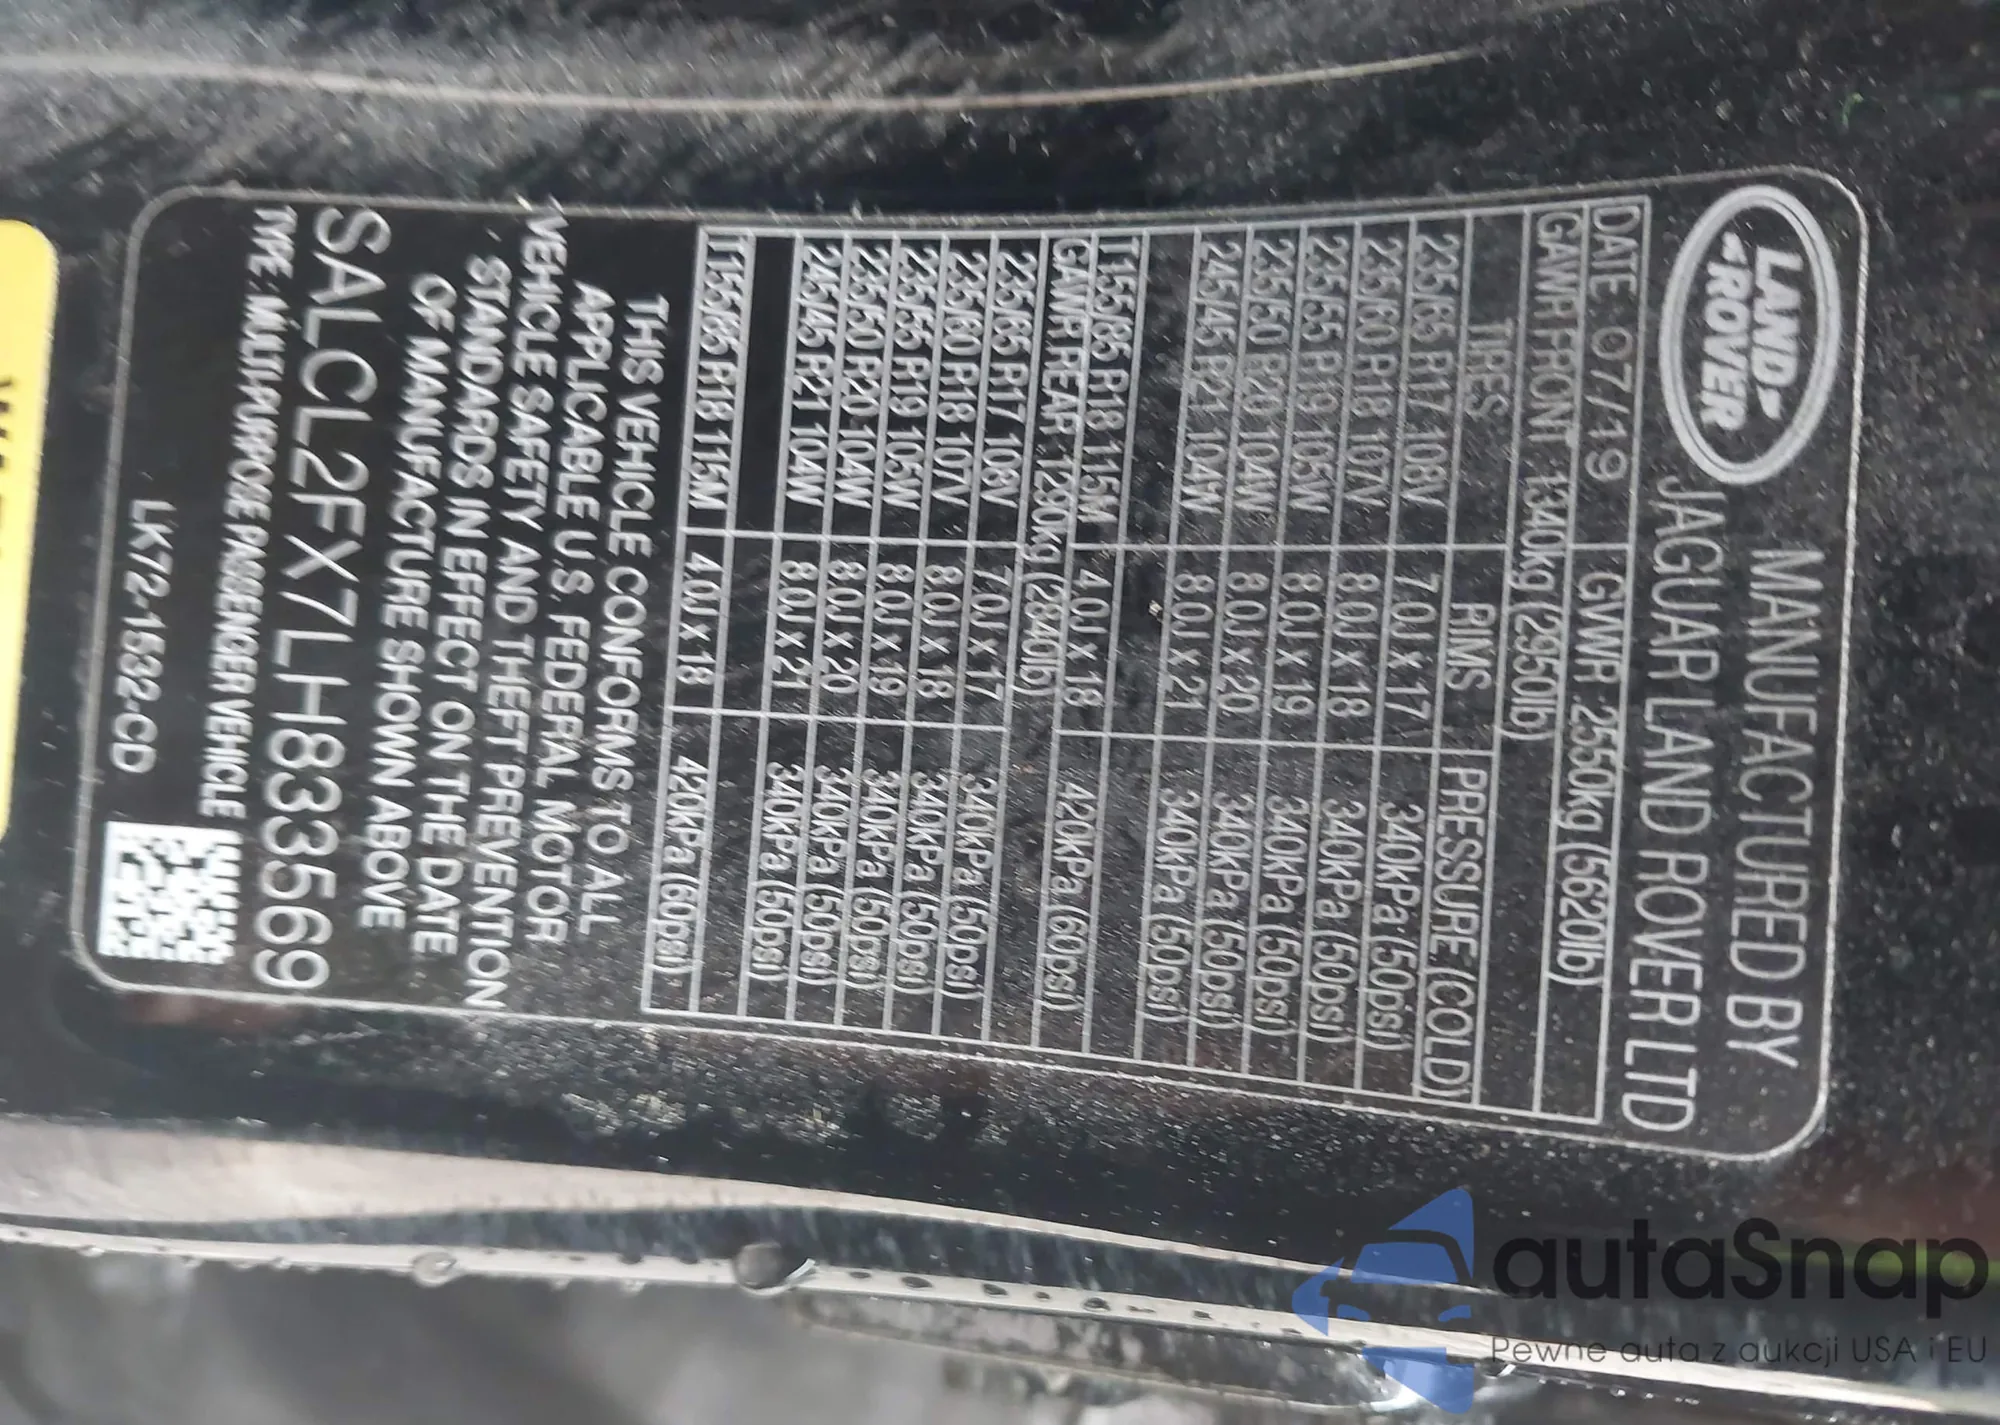 LAND
ROVER
MANUFACTURED BY
JAGUAR LAND ROVER LTD
DATE 07/19 GVWR 2550kg (5620lb)
GAWR FRONT 1340kg (2950lb)
TIRES RIMS PRESSURE (COLD)
225/65 R17 106V 7.0J x 17 340kPa (50psi)
235/60 R18 107V 8.0J x 18 340kPa (50psi)
235/55 R19 105W 8.0J x 19 340kPa (50psi)
235/50 R20 104W 8.0J x 20 340kPa (50psi)
245/45 R21 104W 8.0J x 21 340kPa (50psi)
T155/85 R18 115M 4.0J x 18 420kPa (60psi)
GAWR REAR 1290kg (2840lb)
225/65 R17 106V 7.0J x 17 340kPa (50psi)
235/60 R18 107V 8.0J x 18 340kPa (50psi)
235/55 R19 105W 8.0J x 19 340kPa (50psi)
235/50 R20 104W 8.0J x 20 340kPa (50psi)
245/45 R21 104W 8.0J x 21 340kPa (50psi)
T155/85 R18 115M 4.0J x 18 420kPa (60psi)
THIS VEHICLE CONFORMS TO ALL
APPLICABLE U.S. FEDERAL MOTOR
VEHICLE SAFETY AND THEFT PREVENTION
STANDARDS IN EFFECT ON THE DATE
OF MANUFACTURE SHOWN ABOVE
SALCL2FX7LH833569
TYPE: MULTI-PURPOSE PASSENGER VEHICLE
LK72-1532-CD
autaSnap
Pewne auta z aukcji USA i EU